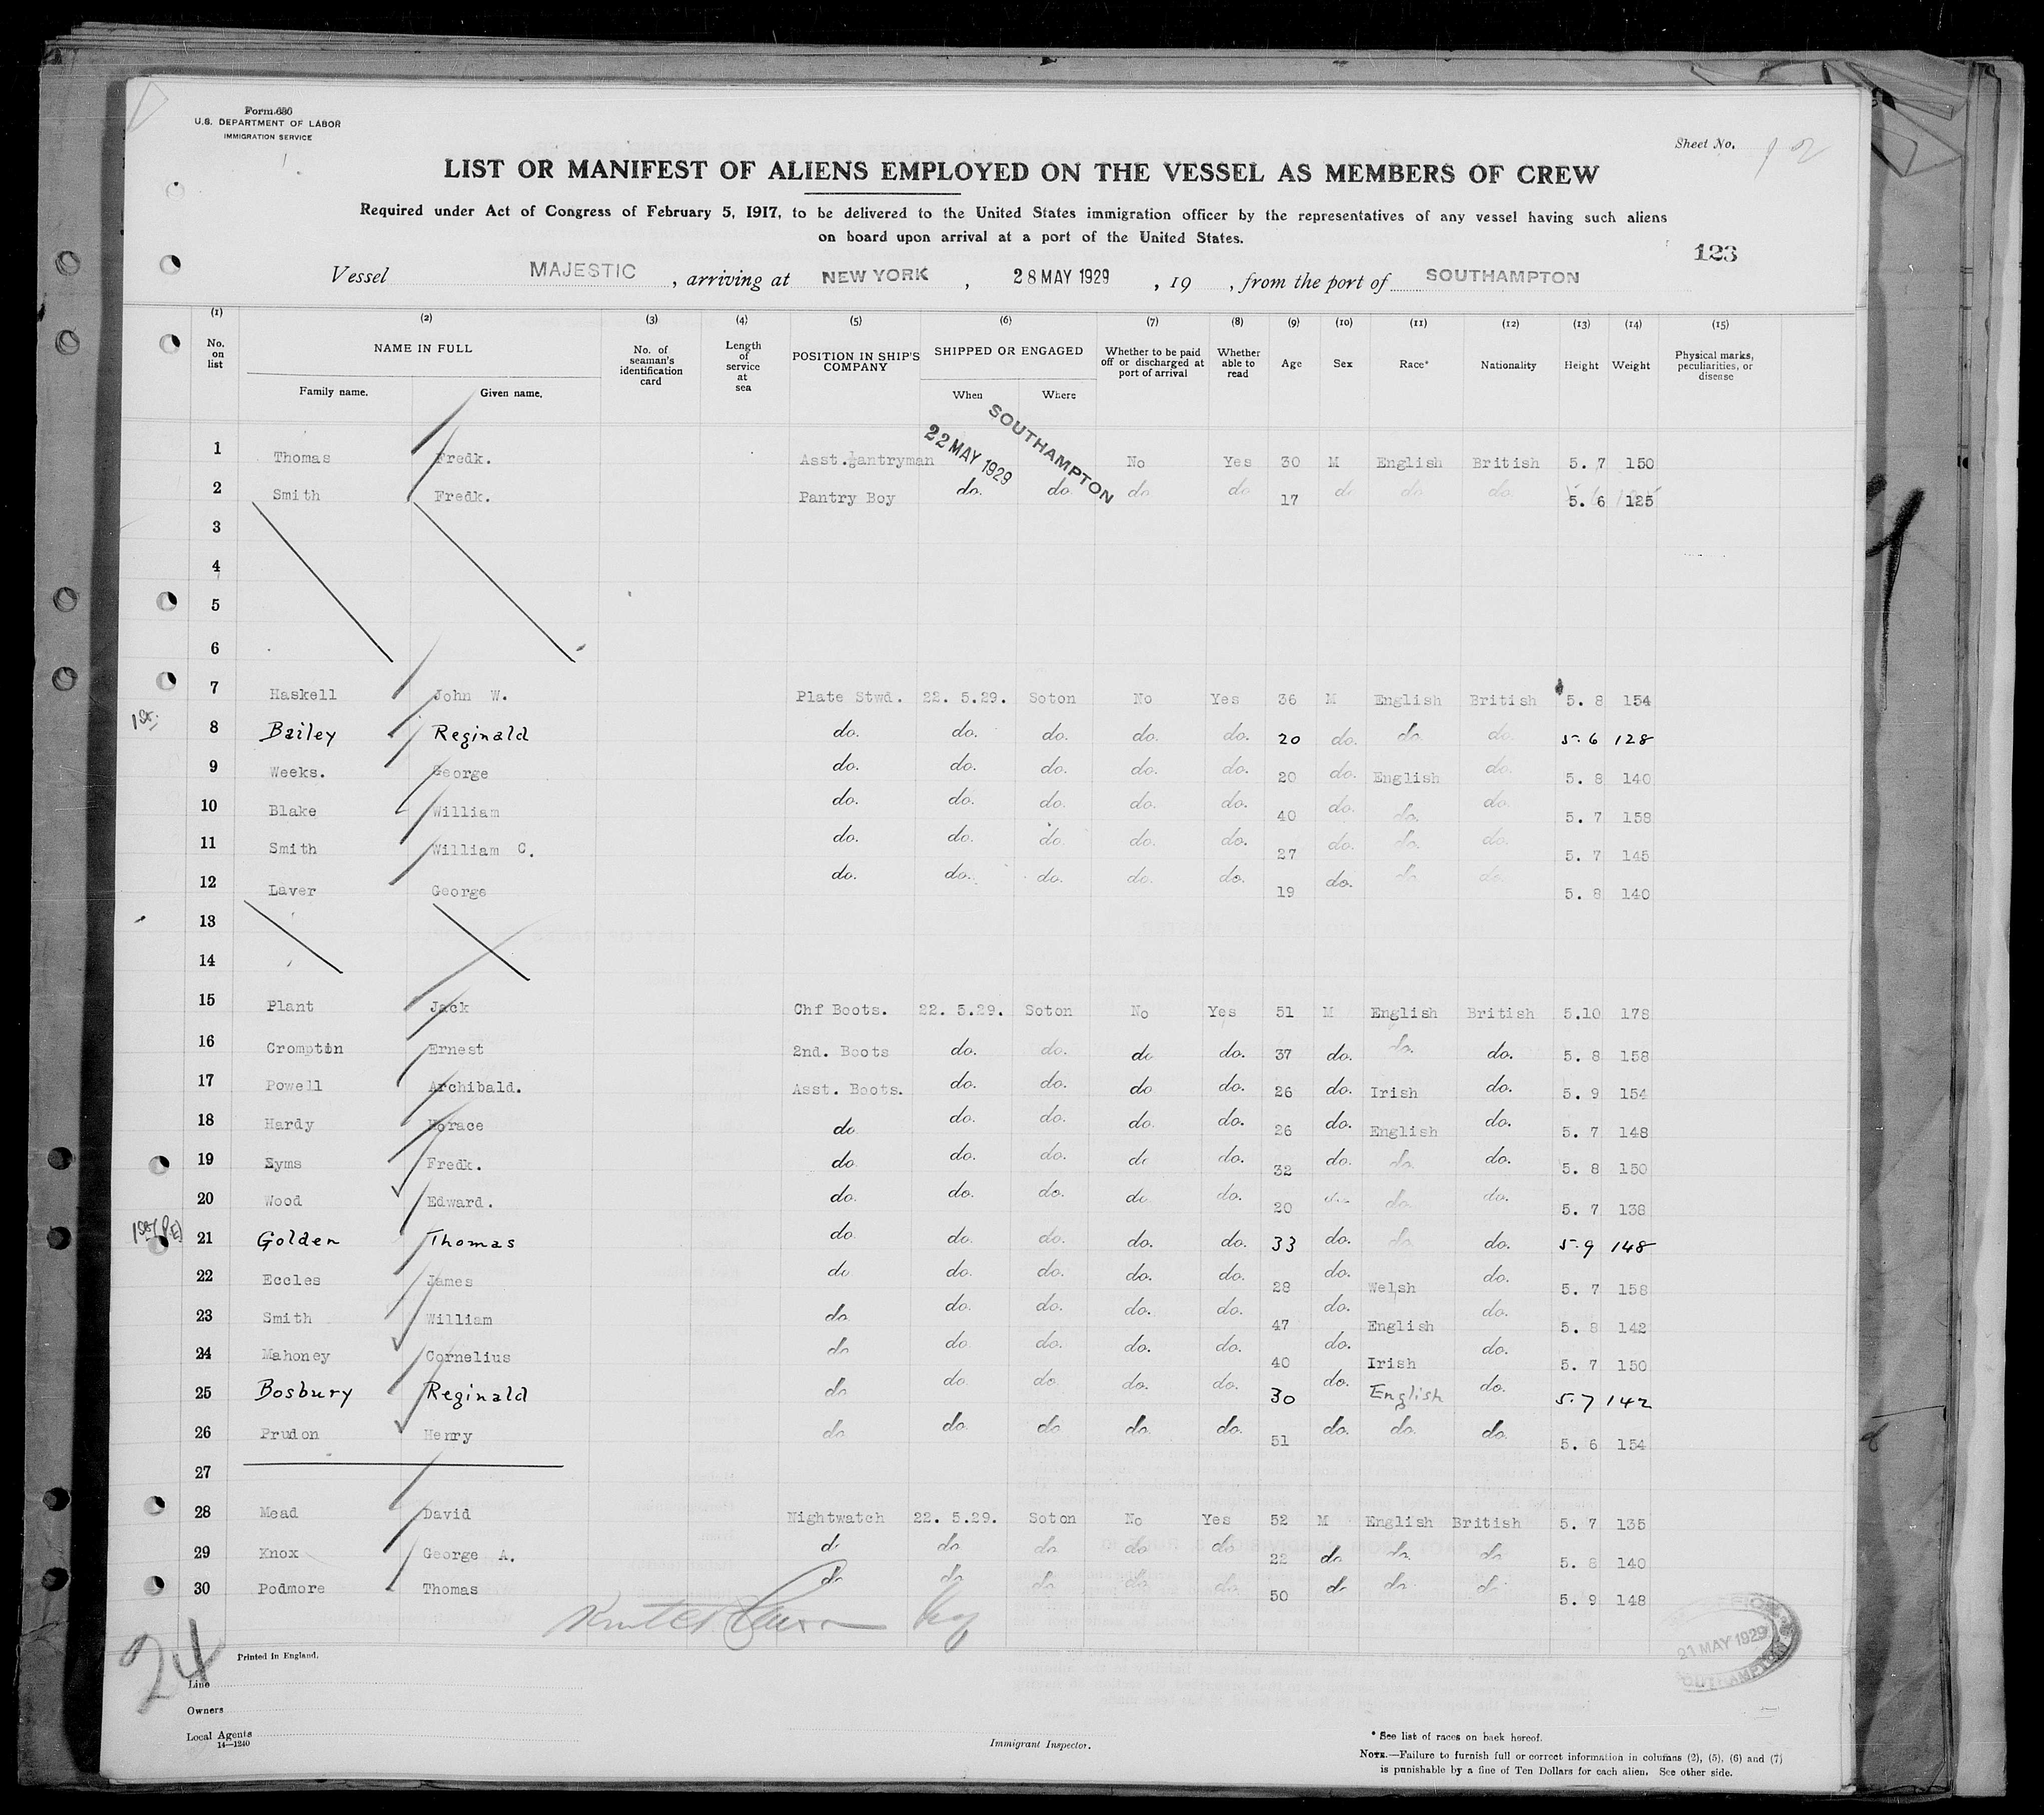 Form 680
U.S. DEPARTMENT OF LABOR
IMMIGRATION SERVICE
Sheet No.
LIST OR MANIFEST OF ALIENS EMPLOYED ON THE VESSEL AS MEMBERS OF CREW
Required under Act of Congress of February 5, 1917, to be delivered to the United States immigration officer by the representatives of any vessel having such aliens
on board upon arrival at a port of the United States.
123
Vessel MAJESTIC , arriving at NEW YORK , 28 MAY 1929 , 19 , from the port of SOUTHAMPTON
(1) (2) (3) (4) (5) (6) (7) (8) (9) (10) (11) (12) (13) (14) (15)
No. on list NAME IN FULL Family name. Given name. No. of seaman's identification card Length of service at sea POSITION IN SHIP'S COMPANY SHIPPED OR ENGAGED When Where Whether to be paid off or discharged at port of arrival Whether able to read Age Sex Race* Nationality Height Weight Physical marks, peculiarities, or disease
22 MAY 1929 SOUTHAMPTON
1 Thomas Fredk. Asst. Pantryman No Yes 30 M English British 5. 7 150
2 Smith Fredk. Pantry Boy do. do do do 17 do do do 5. 6 125
3
4
5
6
7 Haskell John W. Plate Stwd. 22. 5.29. Soton No Yes 36 M English British 5. 8 154
1st. 8 Bailey Reginald do. do. do. do. do. 20 do. do. do. 5.6 128
9 Weeks. George do. do. do. do. do. 20 do. English do. 5. 8 140
10 Blake William do. do. do. do. do. 40 do. do. do. 5. 7 158
11 Smith William C. do. do. do. do. do. 27 do. do. do. 5. 7 145
12 Laver George do. do. do. do. do. 19 do. do do. 5. 8 140
13
14
15 Plant Jack Chf Boots. 22. 5.29. Soton No Yes 51 M English British 5.10 178
16 Crompton Ernest 2nd. Boots do. do. do do. 37 do. do. do. 5. 8 158
17 Powell Archibald. Asst. Boots. do. do. do do. 26 do. Irish do. 5. 9 154
18 Hardy Horace do do. do. do. do. 26 do. English do. 5. 7 148
19 Syms Fredk. do do. do. do do. 32 do. do. do. 5. 8 150
20 Wood Edward. do. do. do. do do. 20 do. do. do. 5. 7 138
21 Golden Thomas do do. do. do. do. 33 do. do. do. 5.9 148
22 Eccles James do do. do. do. do. 28 do. Welsh do. 5. 7 158
23 Smith William do do. do. do. do. 47 do. English do. 5. 8 142
24 Mahoney Cornelius do do do. do. do. 40 do. Irish do. 5. 7 150
25 Bosbury Reginald do do. do. do. do. 30 do. English do. 5.7 142
26 Prudon Henry do do. do do. do. 51 do. do. do. 5. 6 154
27
28 Mead David Nightwatch 22. 5.29. Soton No Yes 52 M English British 5. 7 135
29 Knox George A. do do do do do 22 do do. do 5. 8 140
30 Podmore Thomas do do do do do 50 do do do 5. 9 148
24
21 MAY 1929
SOUTHAMPTON
Printed in England.
Line
Owners
Local Agents
14—1240
Immigrant Inspector.
* See list of races on back hereof.
NOTE.—Failure to furnish full or correct information in columns (2), (5), (6) and (7)
is punishable by a fine of Ten Dollars for each alien. See other side.